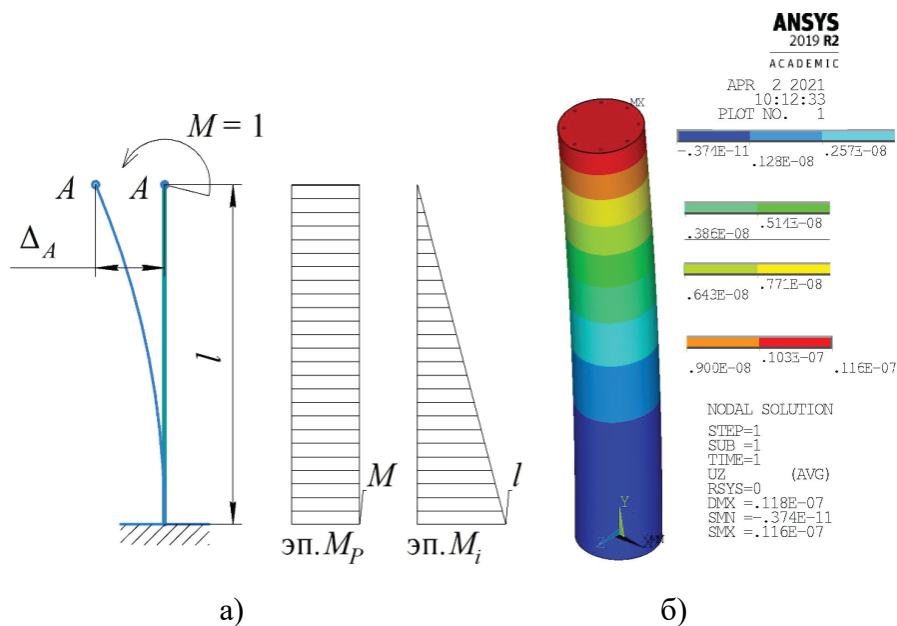 M = 1
A
A
Δ_A
l
M
l
эп.M_P
эп.M_i
а)
ANSYS
2019 R2
ACADEMIC
APR 2 2021
10:12:33
PLOT NO. 1
MX
-.374E-11
.128E-08
.257E-08
.386E-08
.514E-08
.643E-08
.771E-08
.900E-08
.103E-07
.116E-07
NODAL SOLUTION
STEP=1
SUB =1
TIME=1
UZ (AVG)
RSYS=0
DMX =.118E-07
SMN =-.374E-11
SMX =.116E-07
Y
Z
б)